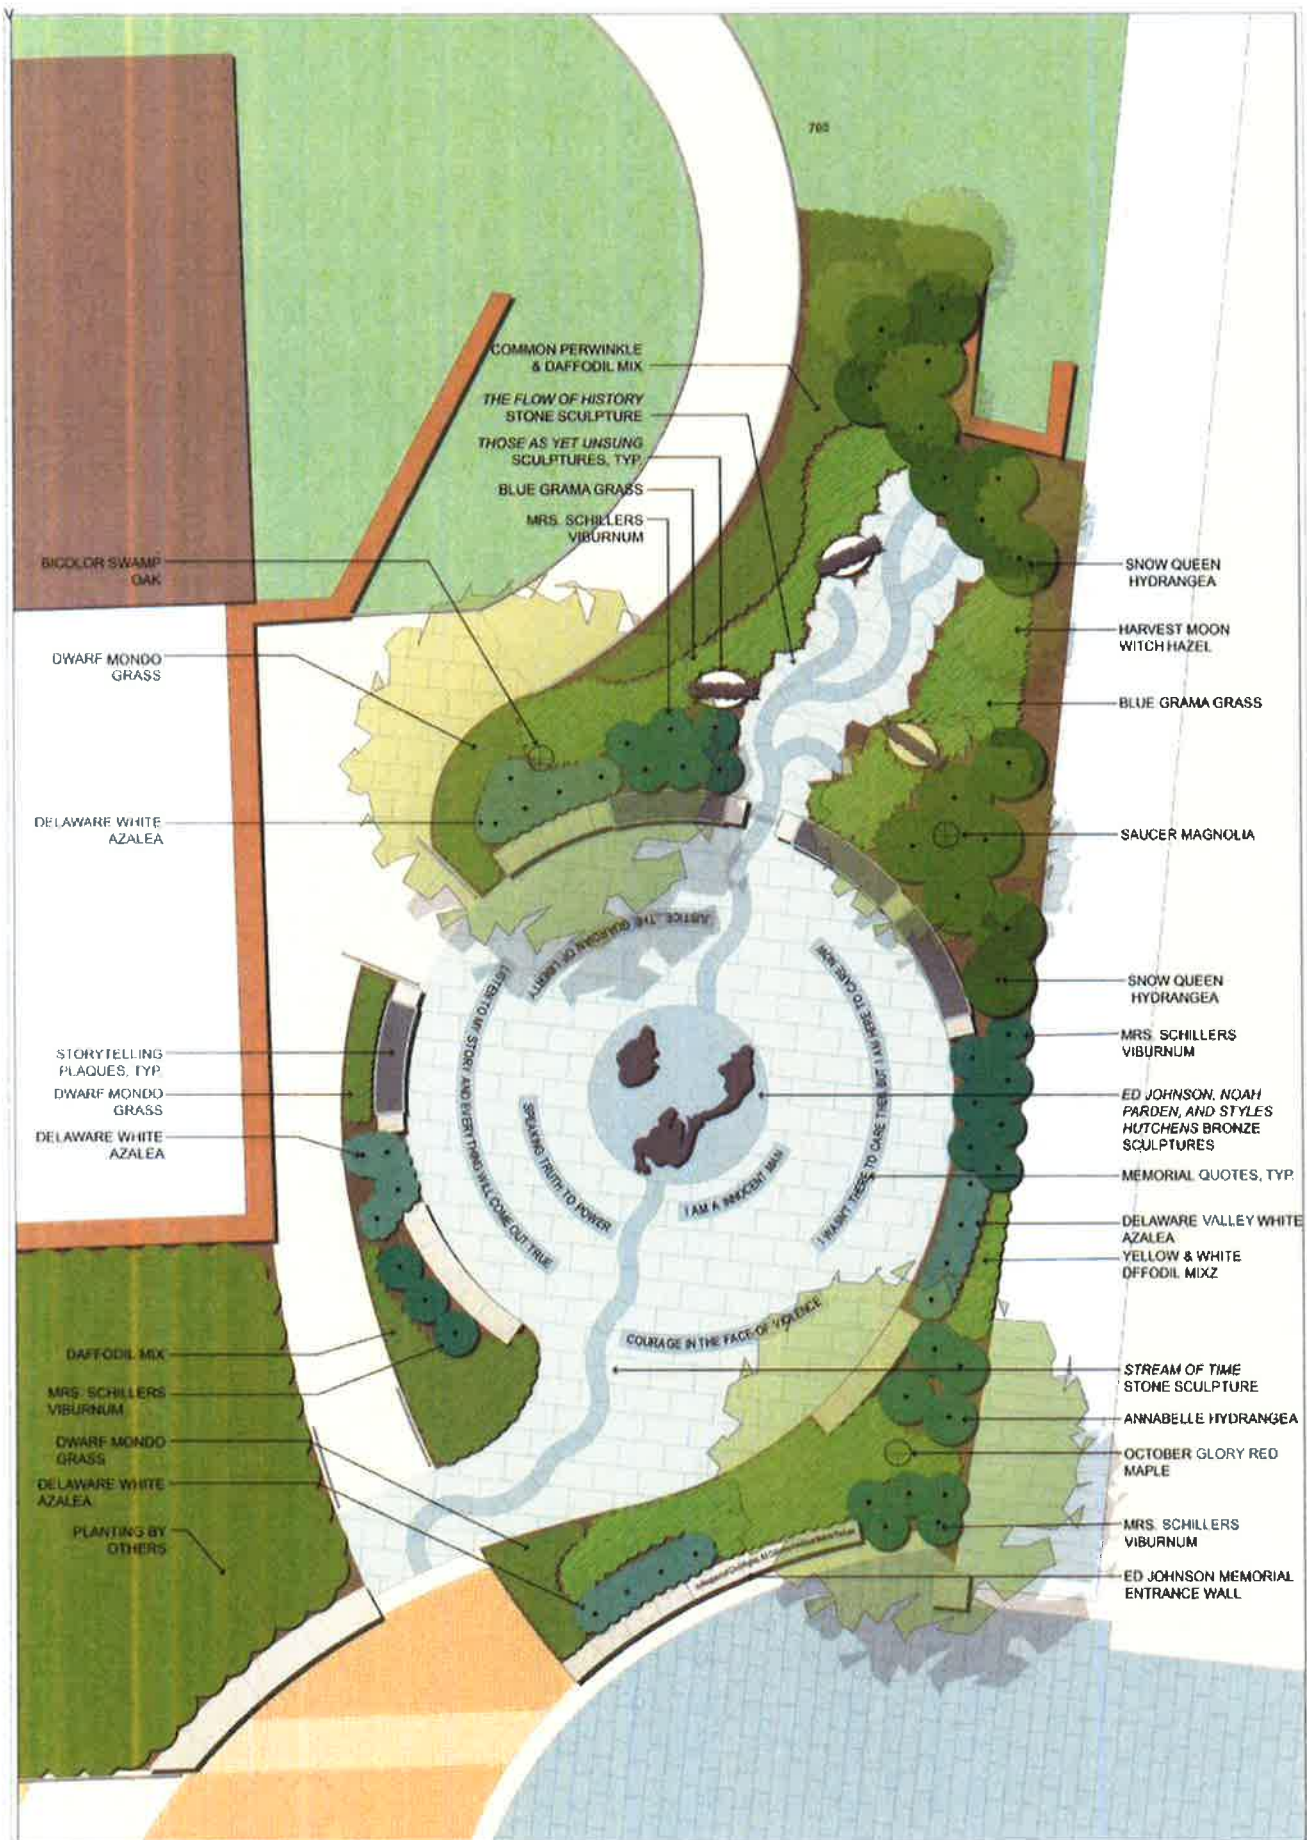 760
COMMON PERWINKLE
& DAFFODIL MIX
THE FLOW OF HISTORY
STONE SCULPTURE
THOSE AS YET UNSUNG
SCULPTURES, TYP.
BLUE GRAMA GRASS
MRS. SCHILLERS
VIBURNUM
BICOLOR SWAMP
OAK
DWARF MONDO
GRASS
DELAWARE WHITE
AZALEA
STORYTELLING
PLAQUES, TYP.
DWARF MONDO
GRASS
DELAWARE WHITE
AZALEA
DAFFODIL MIX
MRS. SCHILLERS
VIBURNUM
DWARF MONDO
GRASS
DELAWARE WHITE
AZALEA
PLANTING BY
OTHERS
JUSTICE...THE GUARDIAN OF LIBERTY
LISTEN TO MY STORY AND EVERYTHING WILL COME OUT TRUE
SPEAKING TRUTH TO POWER
I AM A INNOCENT MAN
I WASN'T THERE TO CARE THEN BUT I AM HERE TO CARE NOW
COURAGE IN THE FACE OF VIOLENCE
SNOW QUEEN
HYDRANGEA
HARVEST MOON
WITCH HAZEL
BLUE GRAMA GRASS
SAUCER MAGNOLIA
SNOW QUEEN
HYDRANGEA
MRS. SCHILLERS
VIBURNUM
ED JOHNSON, NOAH
PARDEN, AND STYLES
HUTCHENS BRONZE
SCULPTURES
MEMORIAL QUOTES, TYP.
DELAWARE VALLEY WHITE
AZALEA
YELLOW & WHITE
DFFODIL MIXZ
STREAM OF TIME
STONE SCULPTURE
ANNABELLE HYDRANGEA
OCTOBER GLORY RED
MAPLE
MRS. SCHILLERS
VIBURNUM
ED JOHNSON MEMORIAL
ENTRANCE WALL